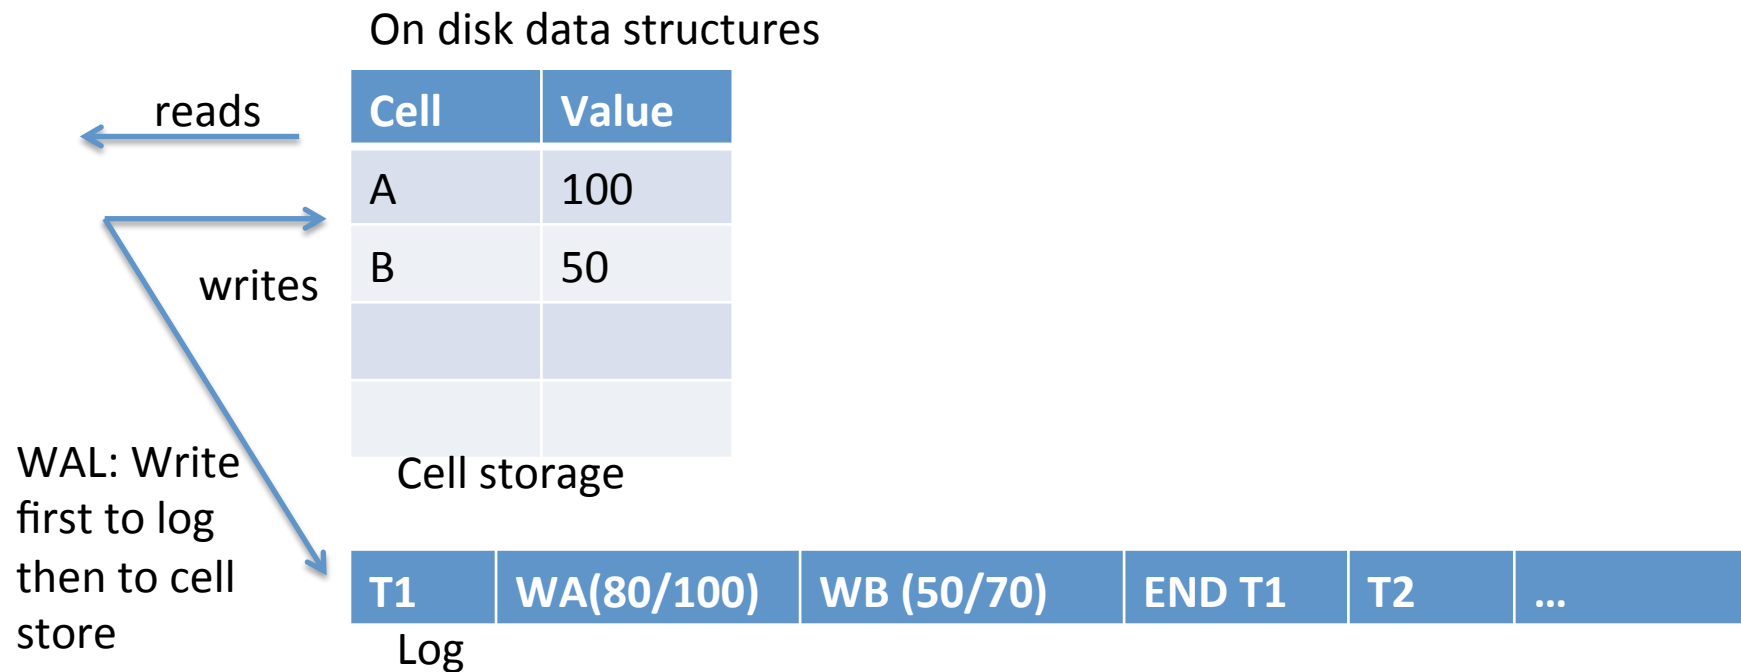 On disk data structures
reads
Cell Value
A 100
B 50
writes
Cell storage
WAL: Write
first to log
then to cell
store
T1 WA(80/100) WB (50/70) END T1 T2 ...
Log